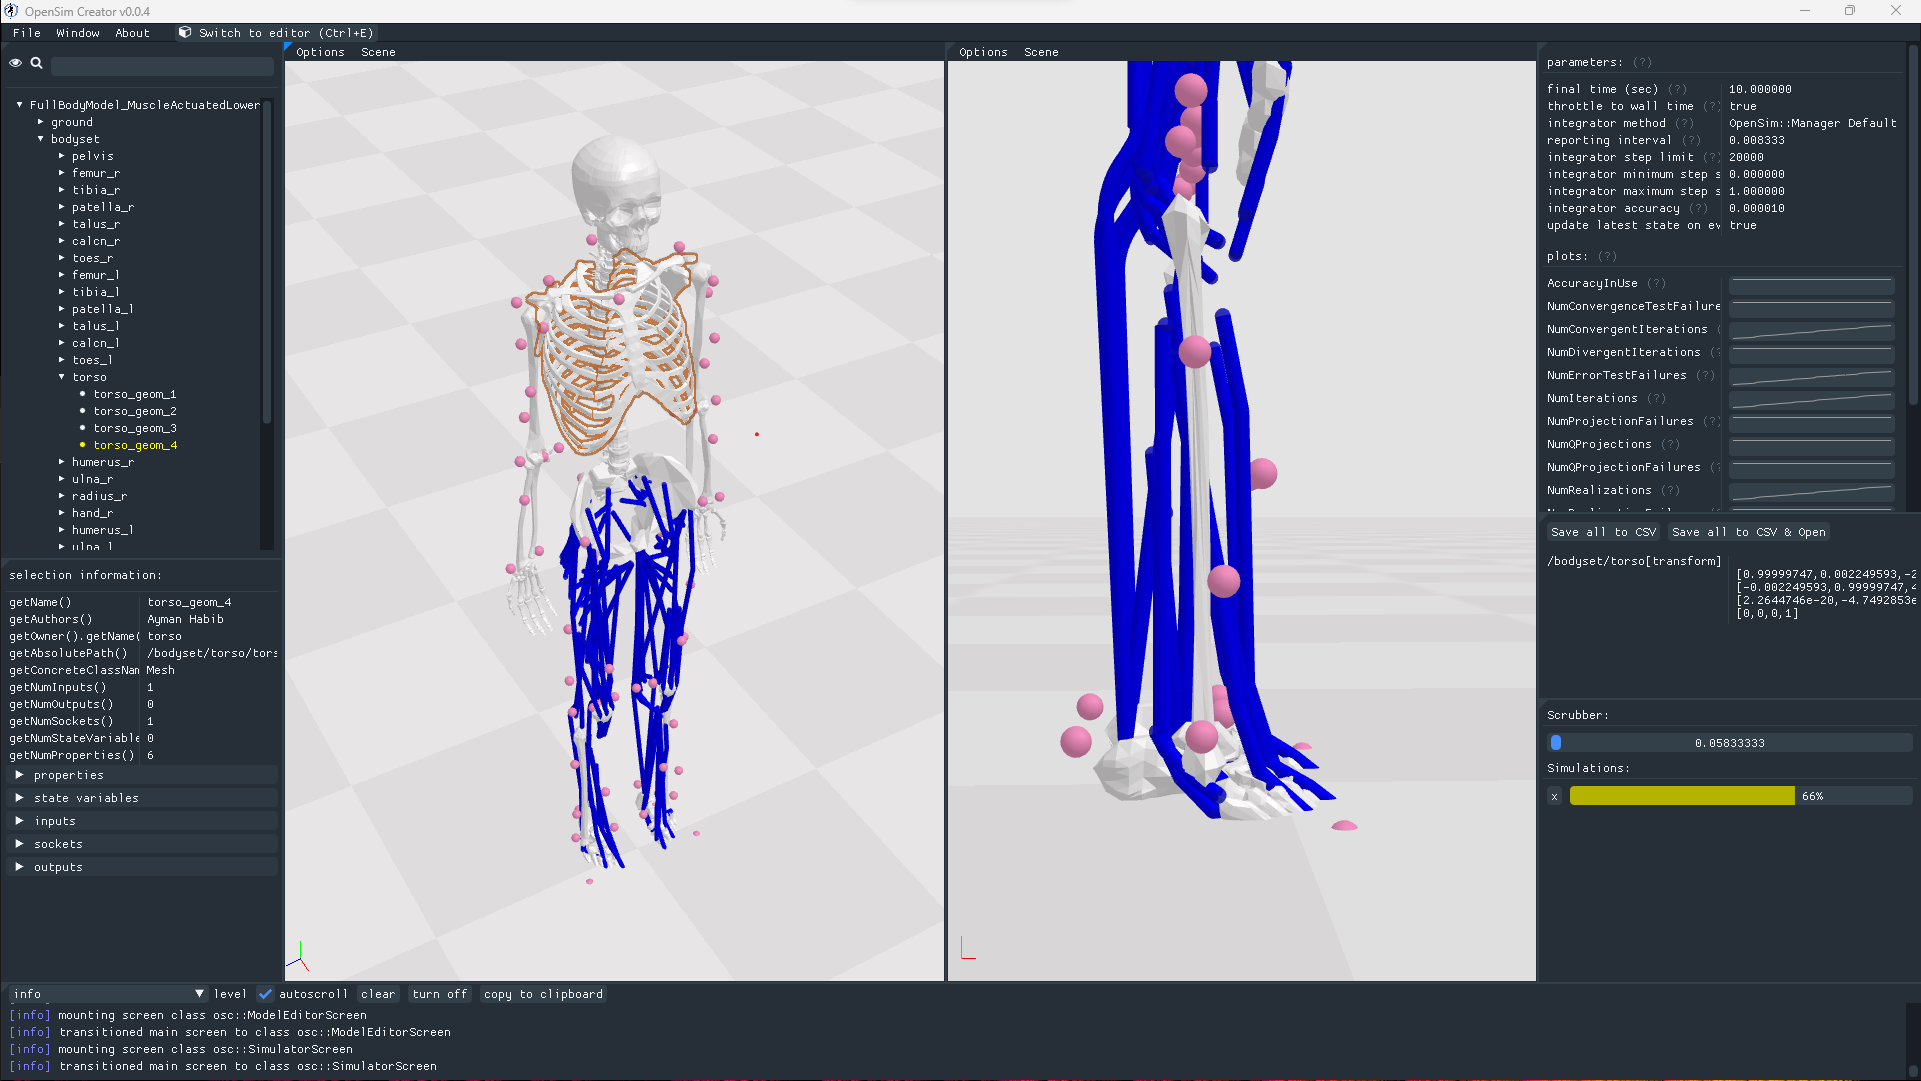 OpenSim Creator v0.0.4
File Window About Switch to editor (Ctrl+E)
Options Scene
Options Scene
FullBodyModel_MuscleActuatedLower
ground
bodyset
pelvis
femur_r
tibia_r
patella_r
talus_r
calcn_r
toes_r
femur_l
tibia_l
patella_l
talus_l
calcn_l
toes_l
torso
torso_geom_1
torso_geom_2
torso_geom_3
torso_geom_4
humerus_r
ulna_r
radius_r
hand_r
humerus_l
ulna_l
selection information:
getName() torso_geom_4
getAuthors() Ayman Habib
getOwner().getName( torso
getAbsolutePath() /bodyset/torso/tors
getConcreteClassNam Mesh
getNumInputs() 1
getNumOutputs() 0
getNumSockets() 1
getNumStateVariable 0
getNumProperties() 6
properties
state variables
inputs
sockets
outputs
parameters: (?)
final time (sec) (?) 10.000000
throttle to wall time (?) true
integrator method (?) OpenSim::Manager Default
reporting interval (?) 0.008333
integrator step limit (?) 20000
integrator minimum step s 0.000000
integrator maximum step s 1.000000
integrator accuracy (?) 0.000010
update latest state on ev true
plots: (?)
AccuracyInUse (?)
NumConvergenceTestFailure
NumConvergentIterations (
NumDivergentIterations (?
NumErrorTestFailures (?)
NumIterations (?)
NumProjectionFailures (?)
NumQProjections (?)
NumQProjectionFailures (?
NumRealizations (?)
Save all to CSV Save all to CSV & Open
/bodyset/torso[transform]
[0.99999747,0.002249593,-2
[-0.002249593,0.99999747,4
[2.2644746e-20,-4.7492853e
[0,0,0,1]
Scrubber:
0.05833333
Simulations:
x 66%
info level autoscroll clear turn off copy to clipboard
[info] mounting screen class osc::ModelEditorScreen
[info] transitioned main screen to class osc::ModelEditorScreen
[info] mounting screen class osc::SimulatorScreen
[info] transitioned main screen to class osc::SimulatorScreen